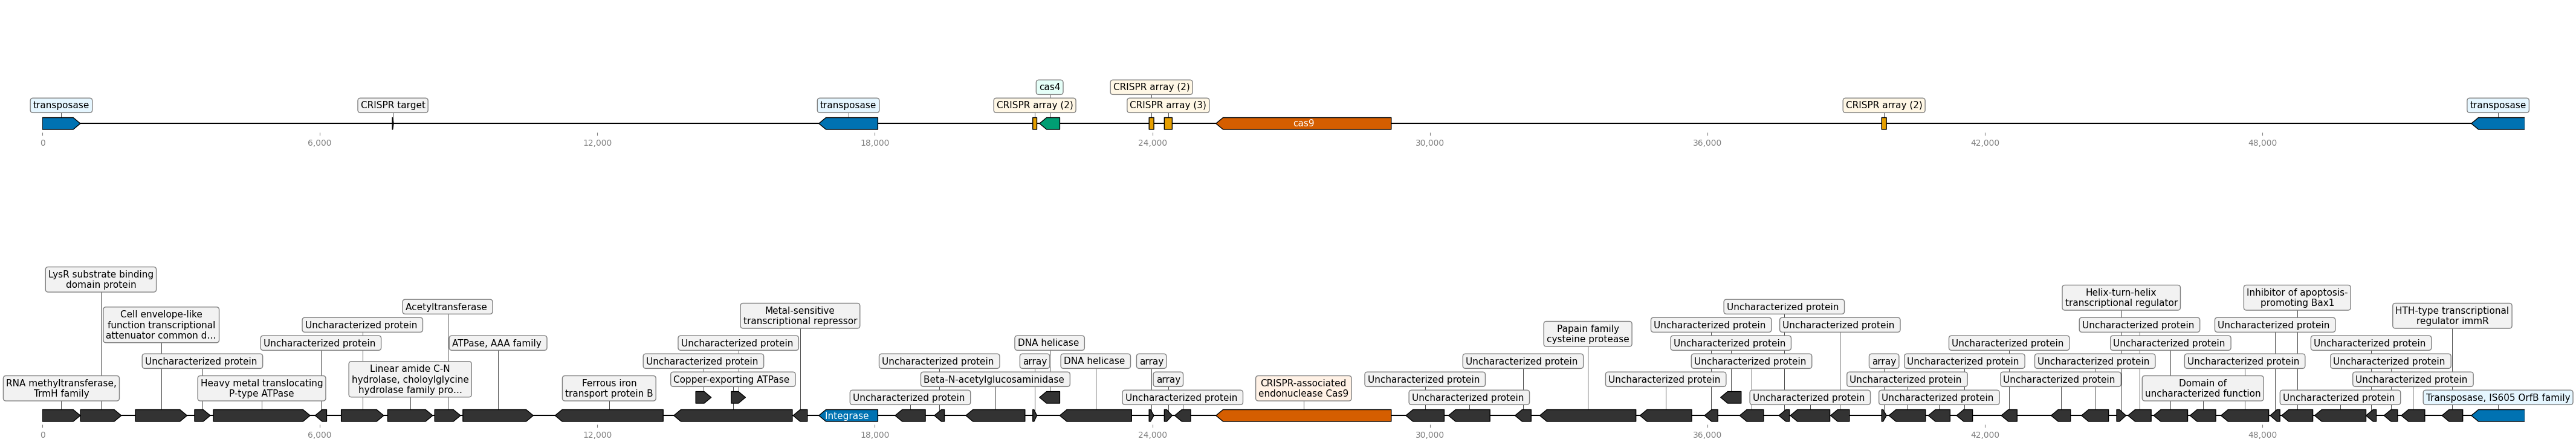 cas4
CRISPR array (2)
transposase
CRISPR target
transposase
CRISPR array (2)
CRISPR array (3)
CRISPR array (2)
transposase
cas9
0
6,000
12,000
18,000
24,000
30,000
36,000
42,000
48,000
LysR substrate binding
domain protein
Cell envelope-like
function transcriptional
attenuator common d...
Uncharacterized protein
Acetyltransferase
Uncharacterized protein
Uncharacterized protein
ATPase, AAA family
RNA methyltransferase,
TrmH family
Heavy metal translocating
P-type ATPase
Linear amide C-N
hydrolase, choloylglycine
hydrolase family pro...
Ferrous iron
transport protein B
Metal-sensitive
transcriptional repressor
Uncharacterized protein
Uncharacterized protein
Copper-exporting ATPase
Integrase
Uncharacterized protein
Uncharacterized protein
Beta-N-acetylglucosaminidase
DNA helicase
array
DNA helicase
array
array
Uncharacterized protein
CRISPR-associated
endonuclease Cas9
Uncharacterized protein
Uncharacterized protein
Uncharacterized protein
Papain family
cysteine protease
Uncharacterized protein
Uncharacterized protein
Uncharacterized protein
Uncharacterized protein
Uncharacterized protein
Uncharacterized protein
Uncharacterized protein
array
Uncharacterized protein
Uncharacterized protein
Uncharacterized protein
Uncharacterized protein
Uncharacterized protein
Uncharacterized protein
Helix-turn-helix
transcriptional regulator
Uncharacterized protein
Uncharacterized protein
Domain of
uncharacterized function
Inhibitor of apoptosis-
promoting Bax1
Uncharacterized protein
Uncharacterized protein
Uncharacterized protein
Uncharacterized protein
Uncharacterized protein
Uncharacterized protein
HTH-type transcriptional
regulator immR
Transposase, IS605 OrfB family
0
6,000
12,000
18,000
24,000
30,000
36,000
42,000
48,000